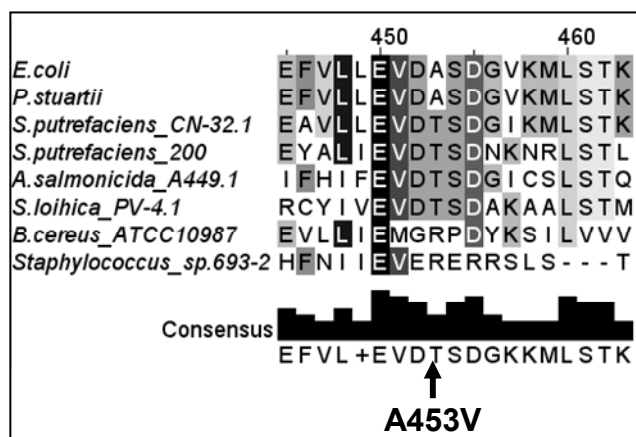 450 460
E.coli EFVLLEVDASDGVKMLSTK
P.stuartii EFVLLEVDASDGVKMLSTK
S.putrefaciens_CN-32.1 EAVLLEVDTSDGIKMLSTK
S.putrefaciens_200 EYALIEVDTSDNKNRLSTL
A.salmonicida_A449.1 IFHIFEVDTSDGICSLSTQ
S.loihica_PV-4.1 RCYIVEVDTSDAKAALSTM
B.cereus_ATCC10987 EVLLIEMGRPDYKSILVVV
Staphylococcus_sp.693-2 HFNIIEVERERRSLS---T
Consensus
EFVL+EVDTSDGKKMLSTK
A453V